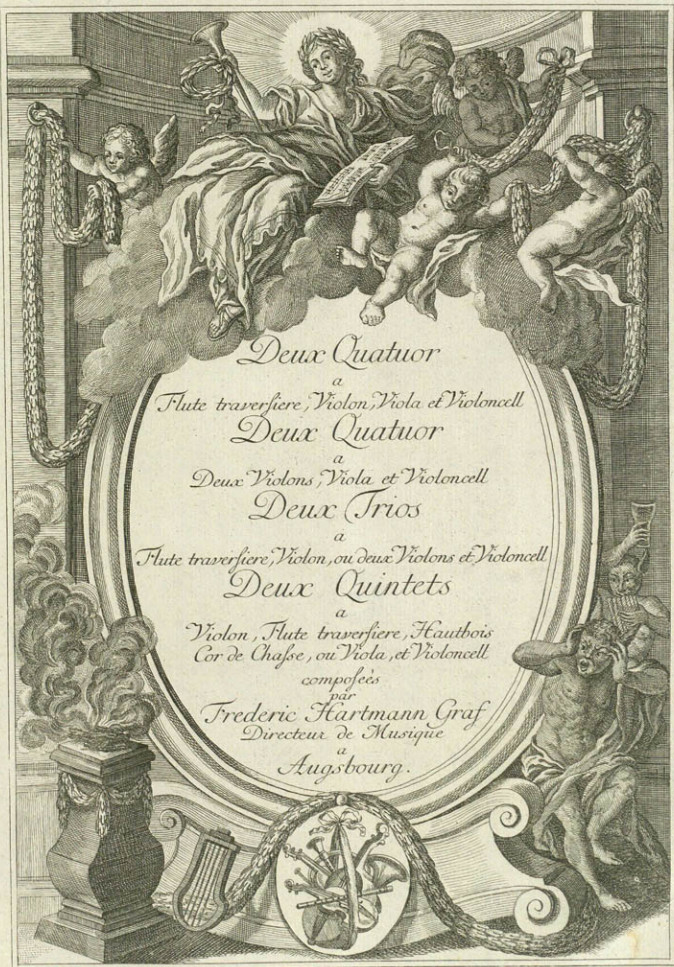 Deux Quatuor
a
Flute traversiere, Violon, Viola et Violoncell
Deux Quatuor
a
Deux Violons, Viola et Violoncell
Deux Trios
a
Flute traversiere, Violon, ou deux Violons et Violoncell
Deux Quintets
a
Violon, Flute traversiere, Hautbois
Cor de Chasse, ou Viola, et Violoncell
composeés
par
Frederic Hartmann Graf
Directeur de Musique
a
Augsbourg.